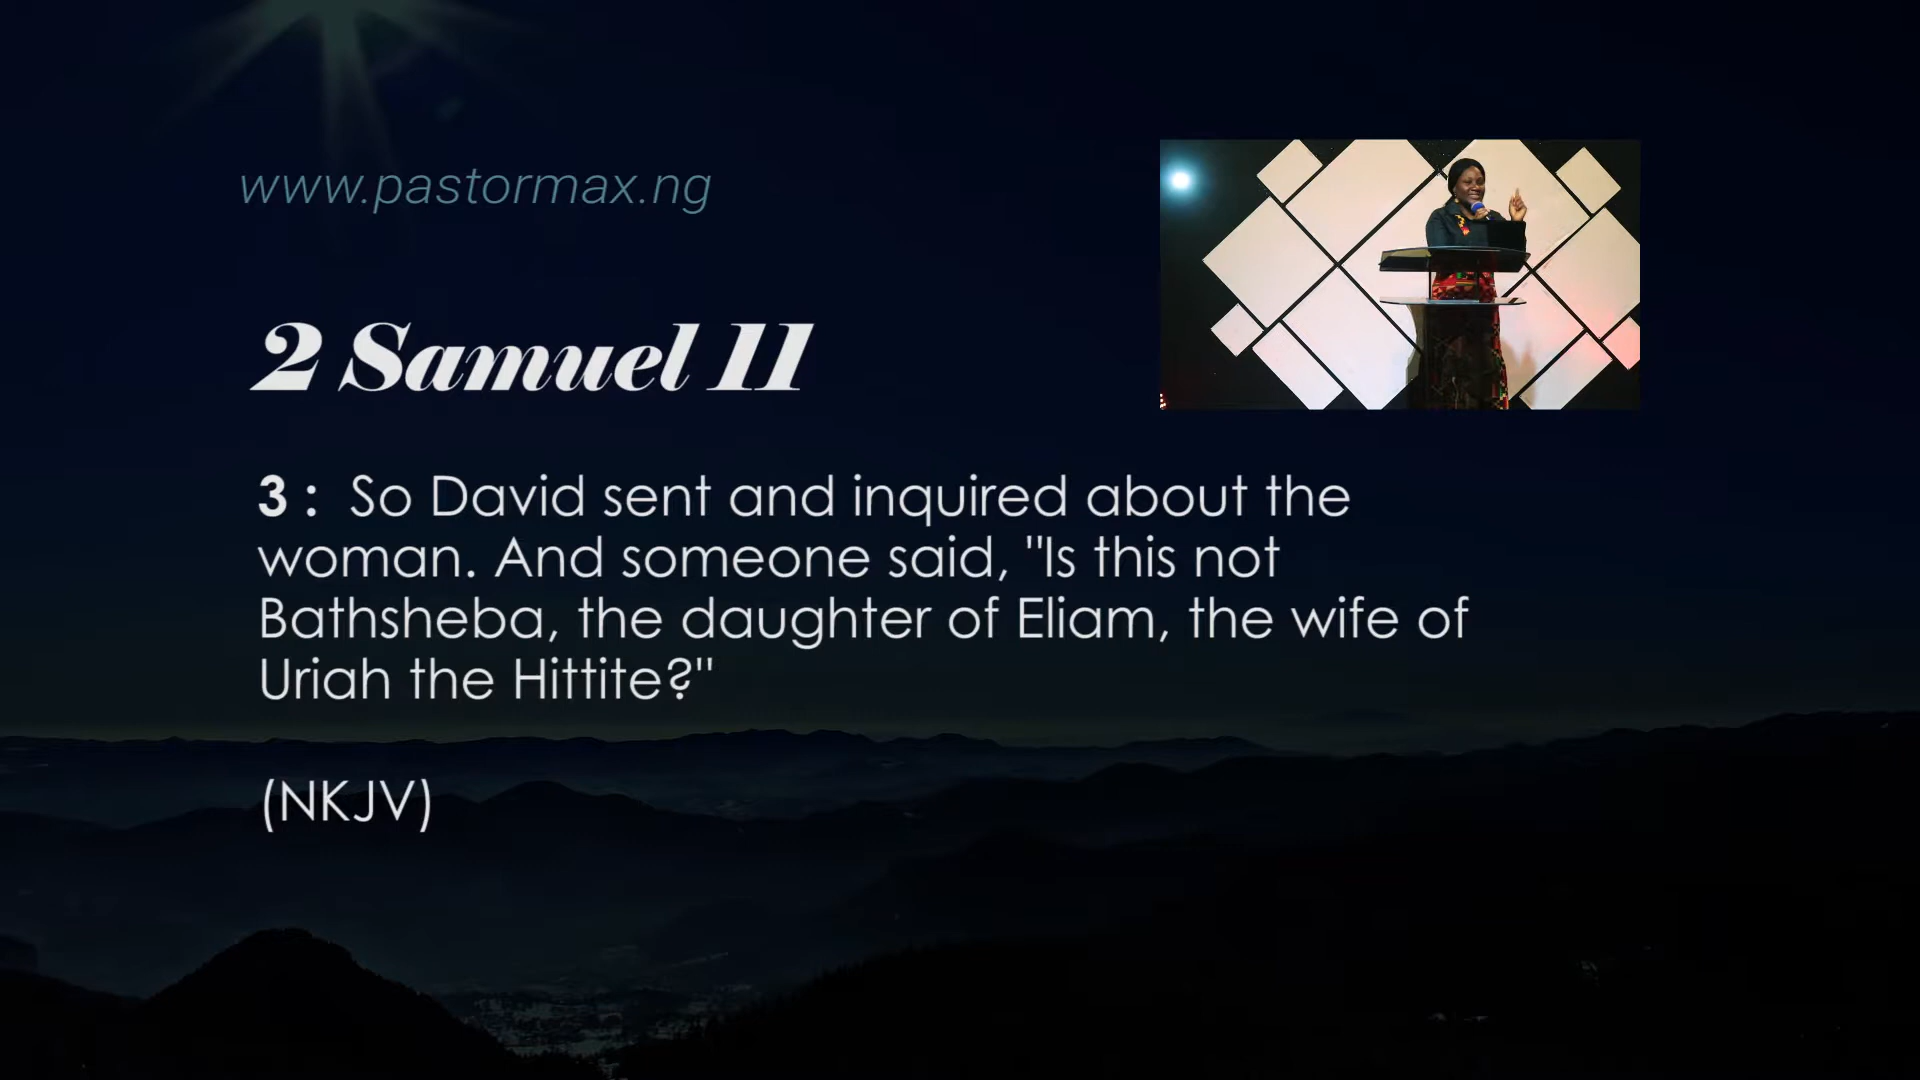 www.pastormax.ng
2 Samuel 11
3 : So David sent and inquired about the
woman. And someone said, "Is this not
Bathsheba, the daughter of Eliam, the wife of
Uriah the Hittite?"
(NKJV)